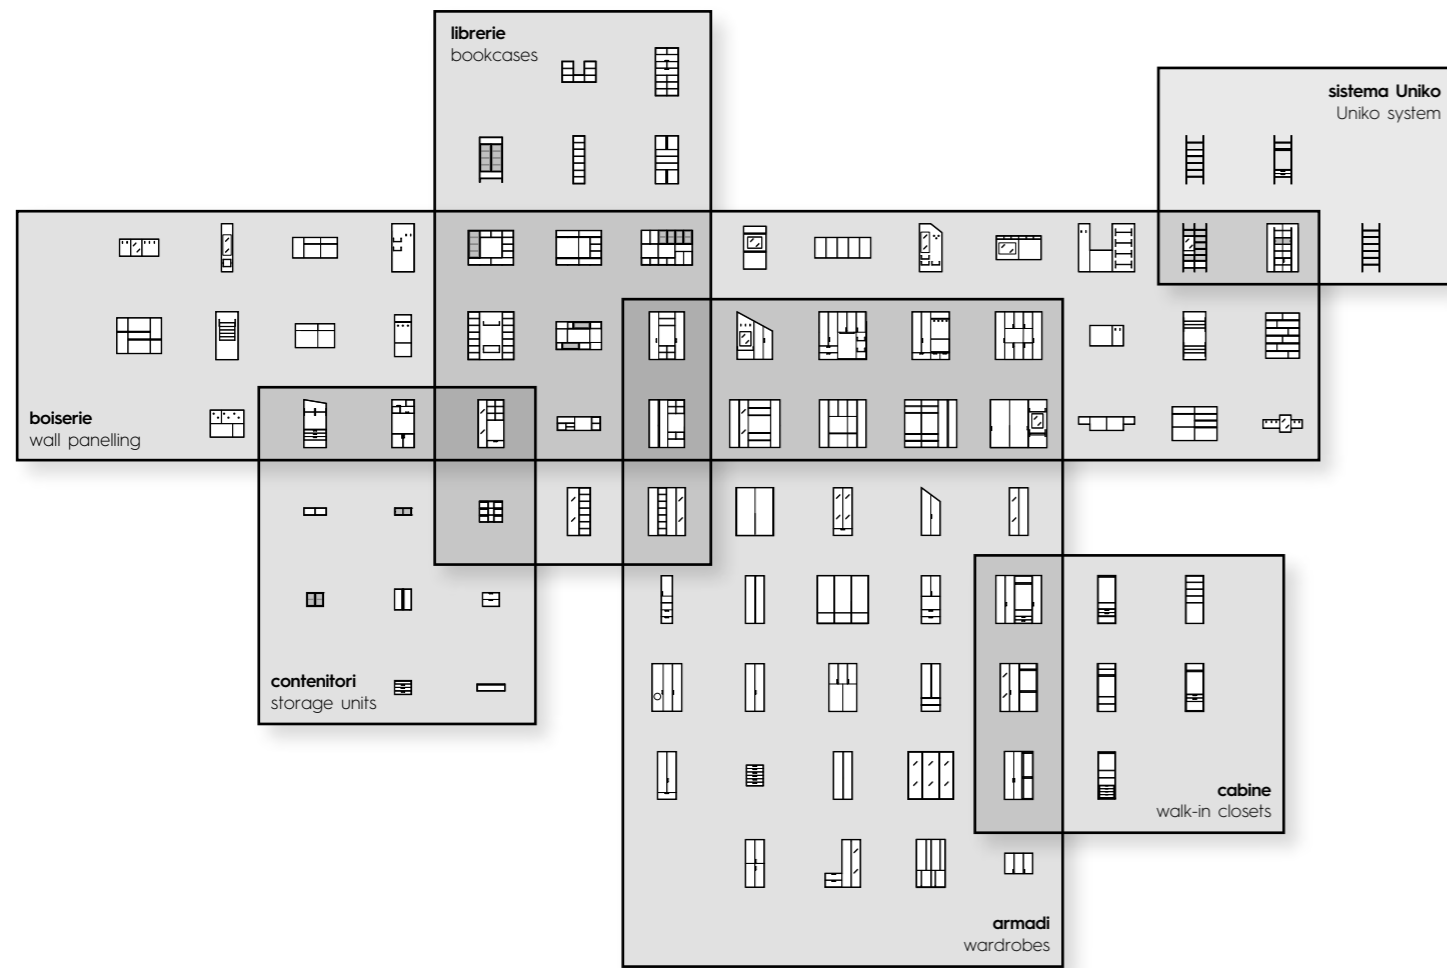 librerie
bookcases
sistema Uniko
Uniko system
boiserie
wall panelling
contenitori
storage units
cabine
walk-in closets
armadi
wardrobes